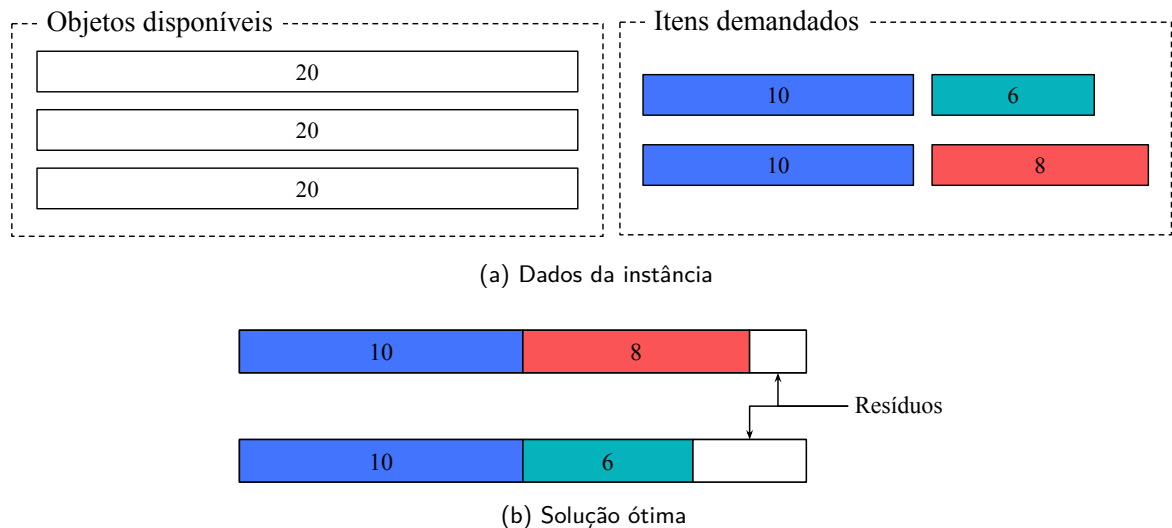 Objetos disponíveis
20
20
20
Itens demandados
10 6
10 8
(a) Dados da instância
10 8
Resíduos
10 6
(b) Solução ótima